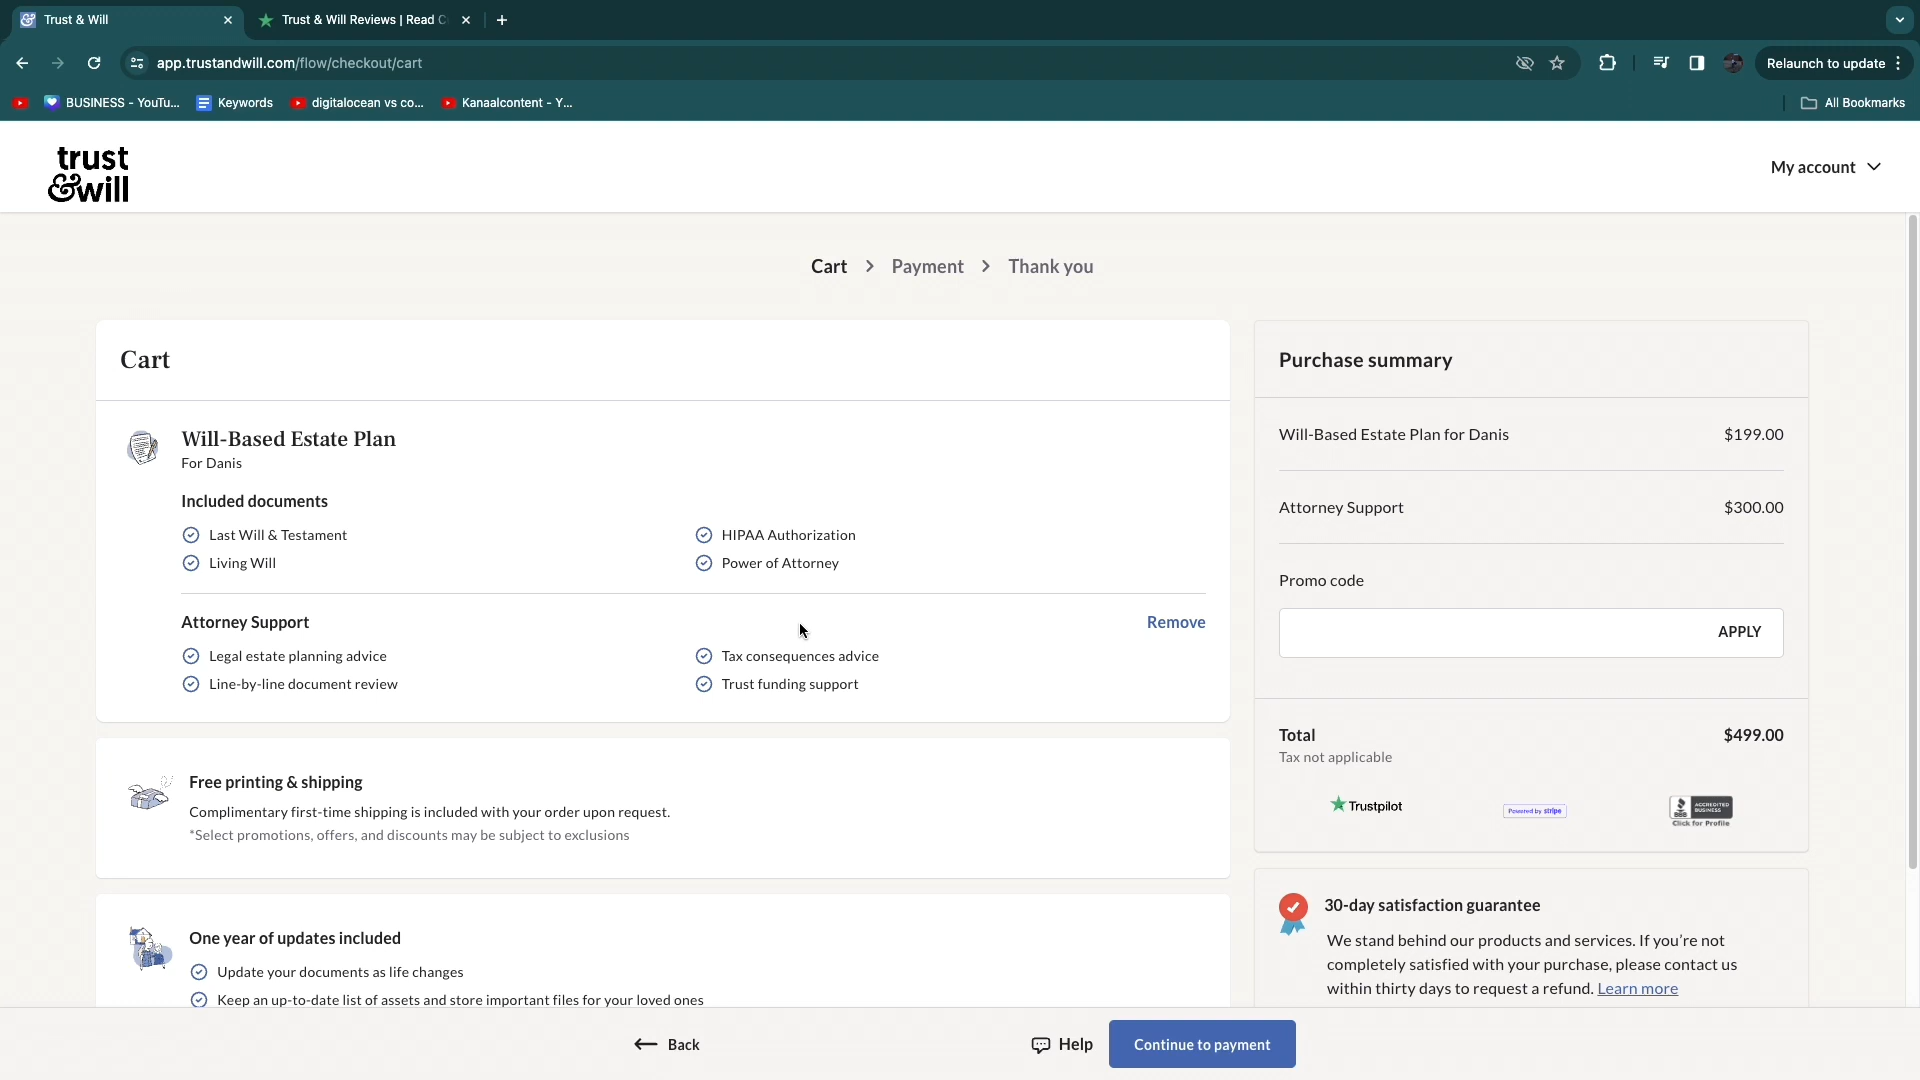 Trust & Will
Trust & Will Reviews | Read C
app.trustandwill.com/flow/checkout/cart
Relaunch to update
BUSINESS - YouTu...
Keywords
digitalocean vs co...
Kanaalcontent - Y...
All Bookmarks
trust
&will
My account
Cart > Payment > Thank you
Cart
Will-Based Estate Plan
For Danis
Included documents
Last Will & Testament
HIPAA Authorization
Living Will
Power of Attorney
Attorney Support
Remove
Legal estate planning advice
Tax consequences advice
Line-by-line document review
Trust funding support
Free printing & shipping
Complimentary first-time shipping is included with your order upon request.
*Select promotions, offers, and discounts may be subject to exclusions
One year of updates included
Update your documents as life changes
Keep an up-to-date list of assets and store important files for your loved ones
Purchase summary
Will-Based Estate Plan for Danis $199.00
Attorney Support $300.00
Promo code
APPLY
Total $499.00
Tax not applicable
Trustpilot
Powered by stripe
BBB ACCREDITED BUSINESS
Click for Profile
30-day satisfaction guarantee
We stand behind our products and services. If you’re not
completely satisfied with your purchase, please contact us
within thirty days to request a refund. Learn more
Back
Help
Continue to payment